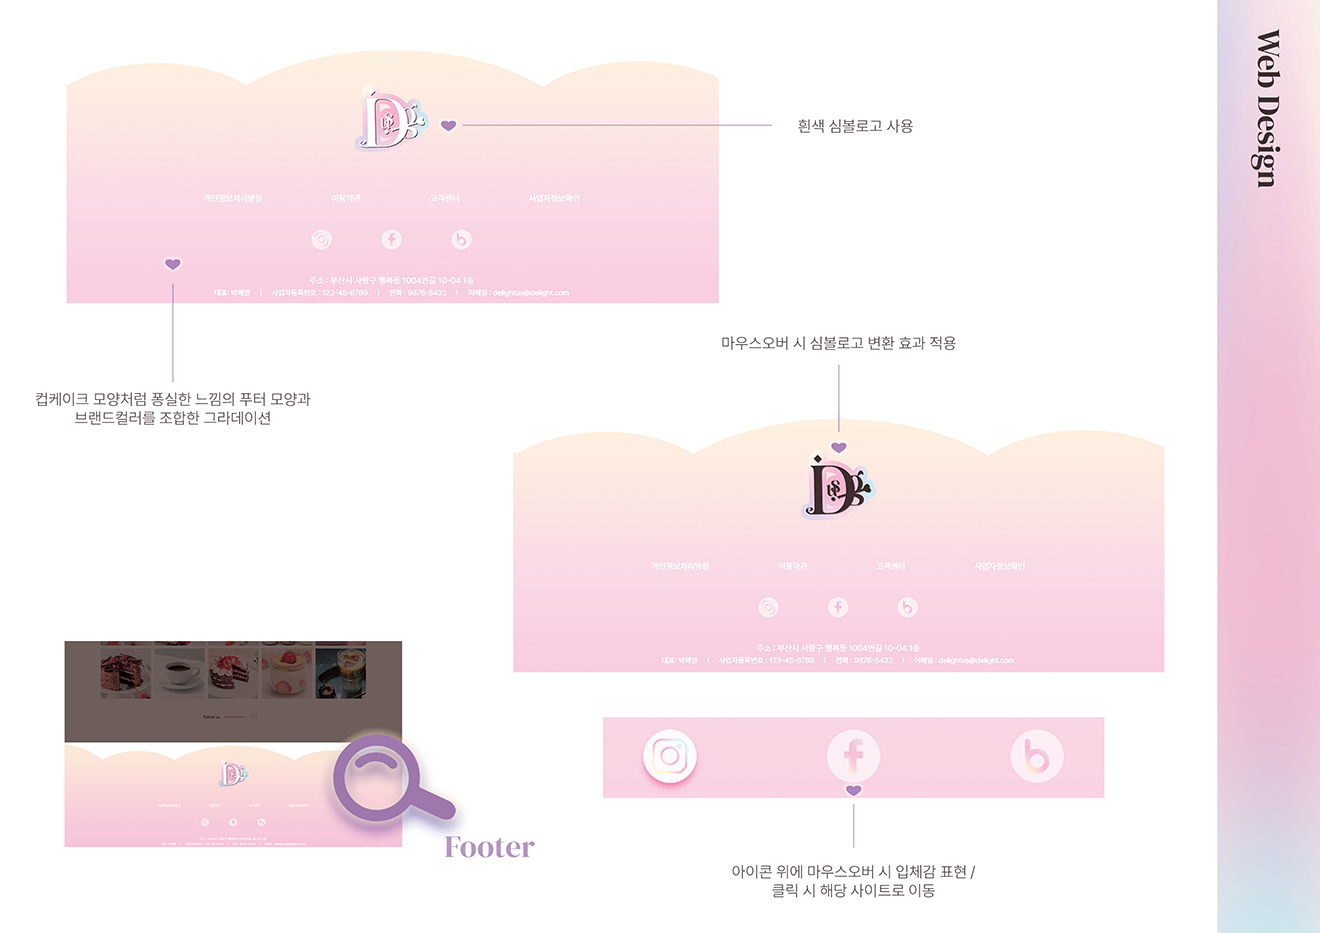 Web Design
흰색 심볼로고 사용
개인정보처리방침 이용약관 고객센터 사업자정보확인
주소 : 부산시 사랑구 행복동 1004번길 10-04 1층
대표: 박혜영 | 사업자등록번호 : 123-45-6789 | 전화 : 9876-5432 | 이메일 : delightus@delight.com
컵케이크 모양처럼 퐁실한 느낌의 푸터 모양과
브랜드컬러를 조합한 그라데이션
마우스오버 시 심볼로고 변환 효과 적용
개인정보처리방침 이용약관 고객센터 사업자정보확인
주소 : 부산시 사랑구 행복동 1004번길 10-04 1층
대표: 박혜영 | 사업자등록번호 : 123-45-6789 | 전화 : 9876-5432 | 이메일 : delightus@delight.com
Follow us
Footer
아이콘 위에 마우스오버 시 입체감 표현 /
클릭 시 해당 사이트로 이동